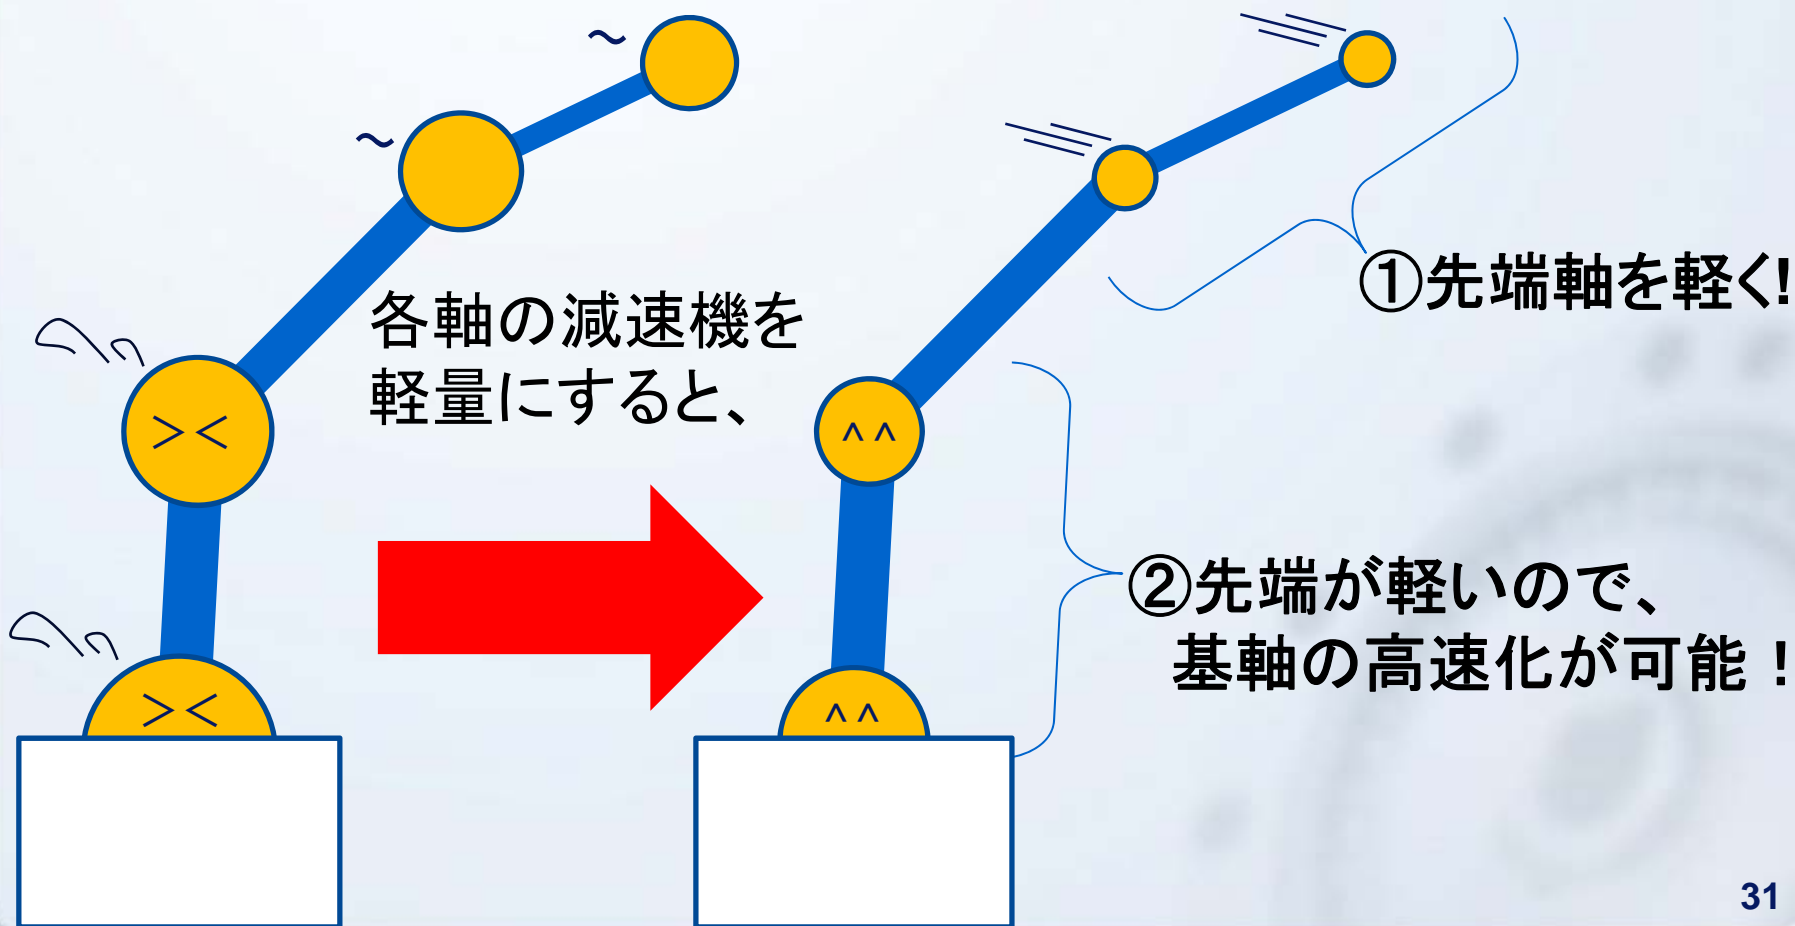 各軸の減速機を
軽量にすると、
①先端軸を軽く!
②先端が軽いので、
基軸の高速化が可能！
>＜
>＜
^ ^
^ ^
~
~
31